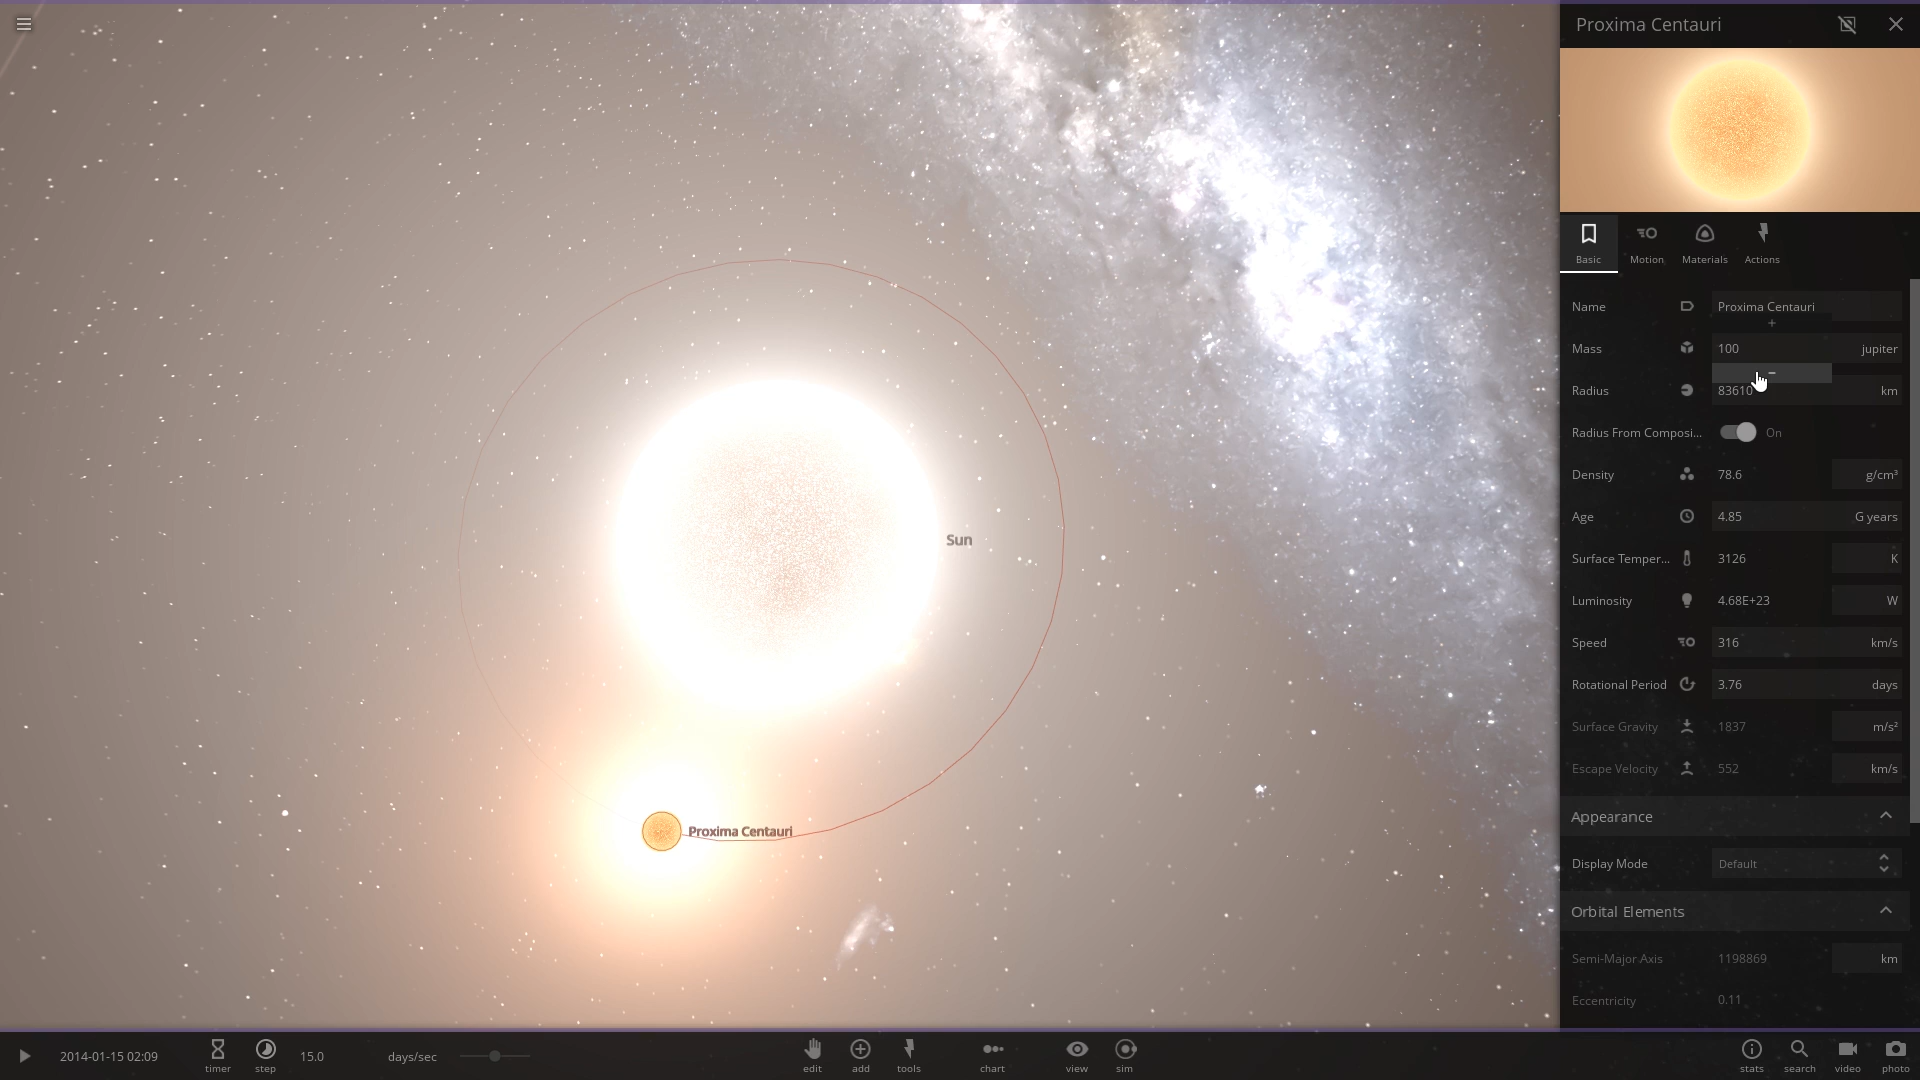 Proxima Centauri
Basic
Motion
Materials
Actions
Name Proxima Centauri
+
Mass 100 jupiter
–
Radius 83610 km
Radius From Composi... On
Density 78.6 g/cm³
Age 4.85 G years
Surface Temper... 3126 K
Luminosity 4.68E+23 W
Speed 316 km/s
Rotational Period 3.76 days
Surface Gravity 1837 m/s²
Escape Velocity 552 km/s
Appearance
Display Mode Default
Orbital Elements
Semi-Major Axis 1198869 km
Eccentricity 0.11
Sun
Proxima Centauri
2014-01-15 02:09
timer
step
15.0 days/sec
edit
add
tools
chart
view
sim
stats
search
video
photo